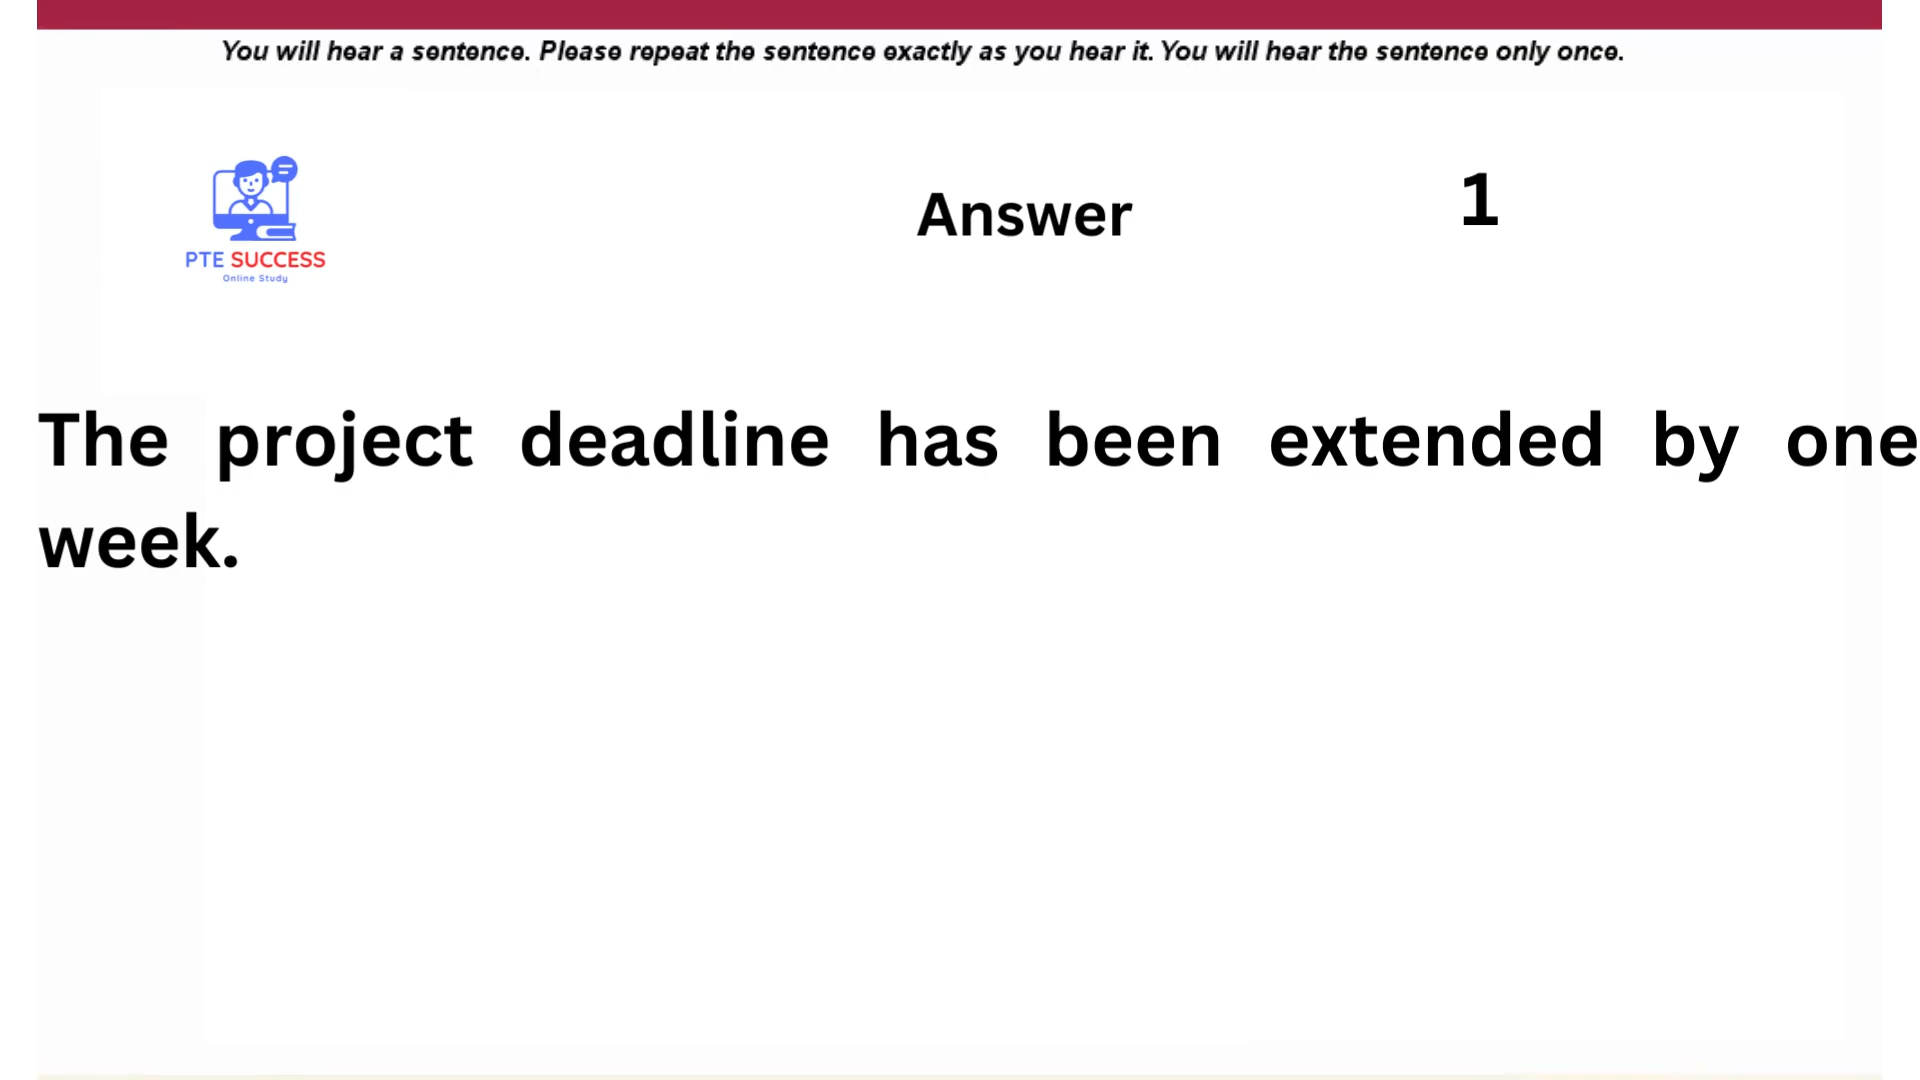 You will hear a sentence. Please repeat the sentence exactly as you hear it. You will hear the sentence only once.
Answer
1
PTE SUCCESS
Online Study
The project deadline has been extended by one
week.